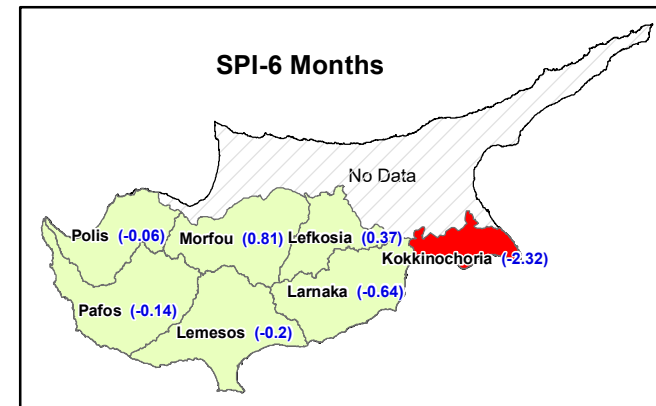 SPI-6 Months
No Data
Polis (-0.06)
Morfou (0.81)
Lefkosia (0.37)
Kokkinochoria (-2.32)
Larnaka (-0.64)
Pafos (-0.14)
Lemesos (-0.2)